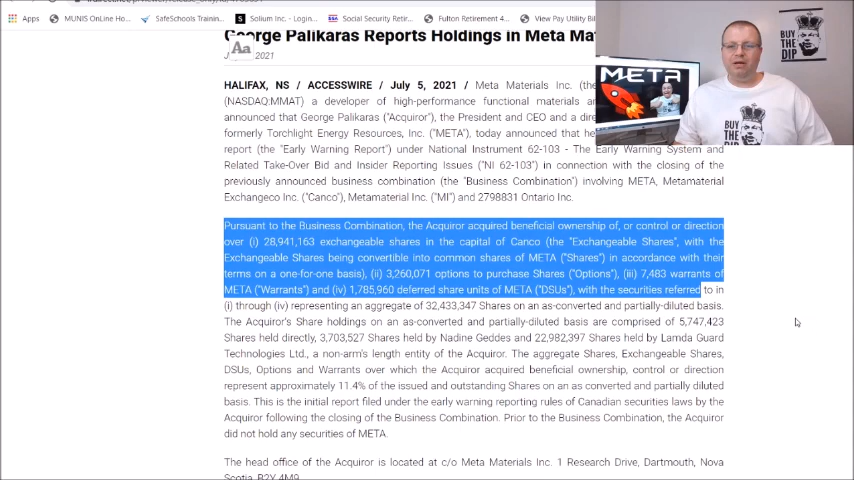 Apps MUNIS OnLine Ho... SafeSchools Trainin... Solium Inc. - Login... Social Security Retir... Fulton Retirement 4... View Pay Utility Bil
George Palikaras Reports Holdings in Meta Mat
Aa
2021
HALIFAX, NS / ACCESSWIRE / July 5, 2021 / Meta Materials Inc. (the
(NASDAQ:MMAT) a developer of high-performance functional materials an
announced that George Palikaras ("Acquiror"), the President and CEO and a dire
formerly Torchlight Energy Resources, Inc. ("META"), today announced that he
report (the "Early Warning Report") under National Instrument 62-103 - The Early Warning System and
Related Take-Over Bid and Insider Reporting Issues ("NI 62-103") in connection with the closing of the
previously announced business combination (the "Business Combination") involving META, Metamaterial
Exchangeco Inc. ("Canco"), Metamaterial Inc. ("MI") and 2798831 Ontario Inc.
Pursuant to the Business Combination, the Acquiror acquired beneficial ownership of, or control or direction
over (i) 28,941,163 exchangeable shares in the capital of Canco (the "Exchangeable Shares", with the
Exchangeable Shares being convertible into common shares of META ("Shares") in accordance with their
terms on a one-for-one basis), (ii) 3,260,071 options to purchase Shares ("Options"), (iii) 7,483 warrants of
META ("Warrants") and (iv) 1,785,960 deferred share units of META ("DSUs"), with the securities referred to in
(i) through (iv) representing an aggregate of 32,433,347 Shares on an as-converted and partially-diluted basis.
The Acquiror's Share holdings on an as-converted and partially-diluted basis are comprised of 5,747,423
Shares held directly, 3,703,527 Shares held by Nadine Geddes and 22,982,397 Shares held by Lamda Guard
Technologies Ltd., a non-arm's length entity of the Acquiror. The aggregate Shares, Exchangeable Shares,
DSUs, Options and Warrants over which the Acquiror acquired beneficial ownership, control or direction
represent approximately 11.4% of the issued and outstanding Shares on an as converted and partially diluted
basis. This is the initial report filed under the early warning reporting rules of Canadian securities laws by the
Acquiror following the closing of the Business Combination. Prior to the Business Combination, the Acquiror
did not hold any securities of META.
The head office of the Acquiror is located at c/o Meta Materials Inc. 1 Research Drive, Dartmouth, Nova
Scotia, B2Y 4M9
META
BUY
THE
DIP
BUY
THE
DIP